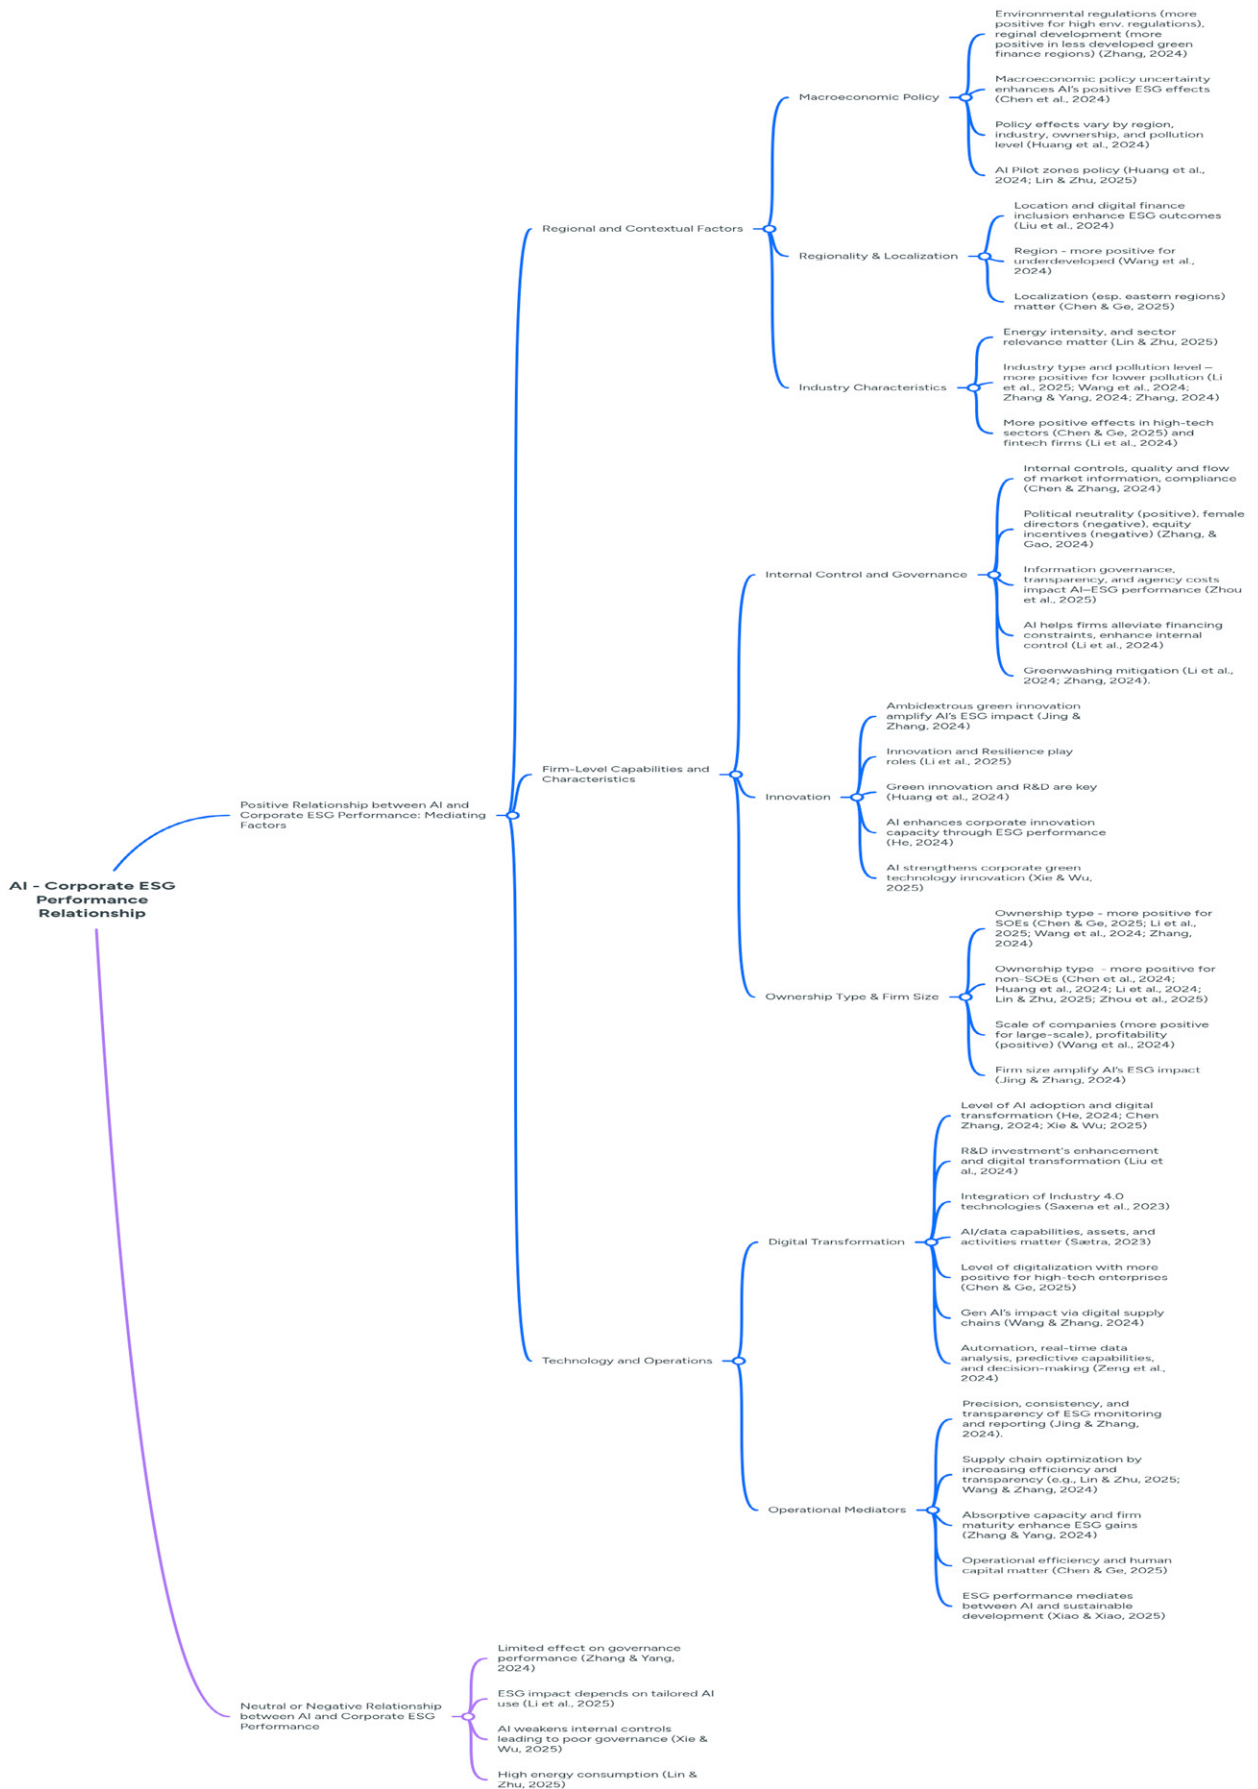 AI - Corporate ESG
Performance
Relationship
Positive Relationship between AI and
Corporate ESG Performance: Mediating
Factors
Regional and Contextual Factors
Macroeconomic Policy
Environmental regulations (more
positive for high env. regulations),
reginal development (more
positive in less developed green
finance regions) (Zhang, 2024)
Macroeconomic policy uncertainty
enhances AI's positive ESG effects
(Chen et al., 2024)
Policy effects vary by region,
industry, ownership, and pollution
level (Huang et al., 2024)
AI Pilot zones policy (Huang et al.,
2024; Lin & Zhu, 2025)
Regionality & Localization
Location and digital finance
inclusion enhance ESG outcomes
(Liu et al., 2024)
Region - more positive for
underdeveloped (Wang et al.,
2024)
Localization (esp. eastern regions)
matter (Chen & Ge, 2025)
Industry Characteristics
Energy intensity, and sector
relevance matter (Lin & Zhu, 2025)
Industry type and pollution level –
more positive for lower pollution (Li
et al., 2025; Wang et al., 2024;
Zhang & Yang, 2024; Zhang, 2024)
More positive effects in high-tech
sectors (Chen & Ge, 2025) and
fintech firms (Li et al., 2024)
Firm-Level Capabilities and
Characteristics
Internal Control and Governance
Internal controls, quality and flow
of market information, compliance
(Chen & Zhang, 2024)
Political neutrality (positive), female
directors (negative), equity
incentives (negative) (Zhang, &
Gao, 2024)
Information governance,
transparency, and agency costs
impact AI–ESG performance (Zhou
et al., 2025)
AI helps firms alleviate financing
constraints, enhance internal
control (Li et al., 2024)
Greenwashing mitigation (Li et al.,
2024; Zhang, 2024).
Innovation
Ambidextrous green innovation
amplify AI's ESG impact (Jing &
Zhang, 2024)
Innovation and Resilience play
roles (Li et al., 2025)
Green innovation and R&D are key
(Huang et al., 2024)
AI enhances corporate innovation
capacity through ESG performance
(He, 2024)
AI strengthens corporate green
technology innovation (Xie & Wu,
2025)
Ownership Type & Firm Size
Ownership type - more positive for
SOEs (Chen & Ge, 2025; Li et al.,
2025; Wang et al., 2024; Zhang,
2024)
Ownership type - more positive for
non-SOEs (Chen et al., 2024;
Huang et al., 2024; Li et al., 2024;
Lin & Zhu, 2025; Zhou et al., 2025)
Scale of companies (more positive
for large-scale), profitability
(positive) (Wang et al., 2024)
Firm size amplify AI's ESG impact
(Jing & Zhang, 2024)
Technology and Operations
Digital Transformation
Level of AI adoption and digital
transformation (He, 2024; Chen
Zhang, 2024; Xie & Wu; 2025)
R&D investment's enhancement
and digital transformation (Liu et
al., 2024)
Integration of Industry 4.0
technologies (Saxena et al., 2023)
AI/data capabilities, assets, and
activities matter (Sætra, 2023)
Level of digitalization with more
positive for high-tech enterprises
(Chen & Ge, 2025)
Gen AI's impact via digital supply
chains (Wang & Zhang, 2024)
Automation, real-time data
analysis, predictive capabilities,
and decision-making (Zeng et al.,
2024)
Operational Mediators
Precision, consistency, and
transparency of ESG monitoring
and reporting (Jing & Zhang,
2024).
Supply chain optimization by
increasing efficiency and
transparency (e.g., Lin & Zhu, 2025;
Wang & Zhang, 2024)
Absorptive capacity and firm
maturity enhance ESG gains
(Zhang & Yang, 2024)
Operational efficiency and human
capital matter (Chen & Ge, 2025)
ESG performance mediates
between AI and sustainable
development (Xiao & Xiao, 2025)
Neutral or Negative Relationship
between AI and Corporate ESG
Performance
Limited effect on governance
performance (Zhang & Yang,
2024)
ESG impact depends on tailored AI
use (Li et al., 2025)
AI weakens internal controls
leading to poor governance (Xie &
Wu, 2025)
High energy consumption (Lin &
Zhu, 2025)